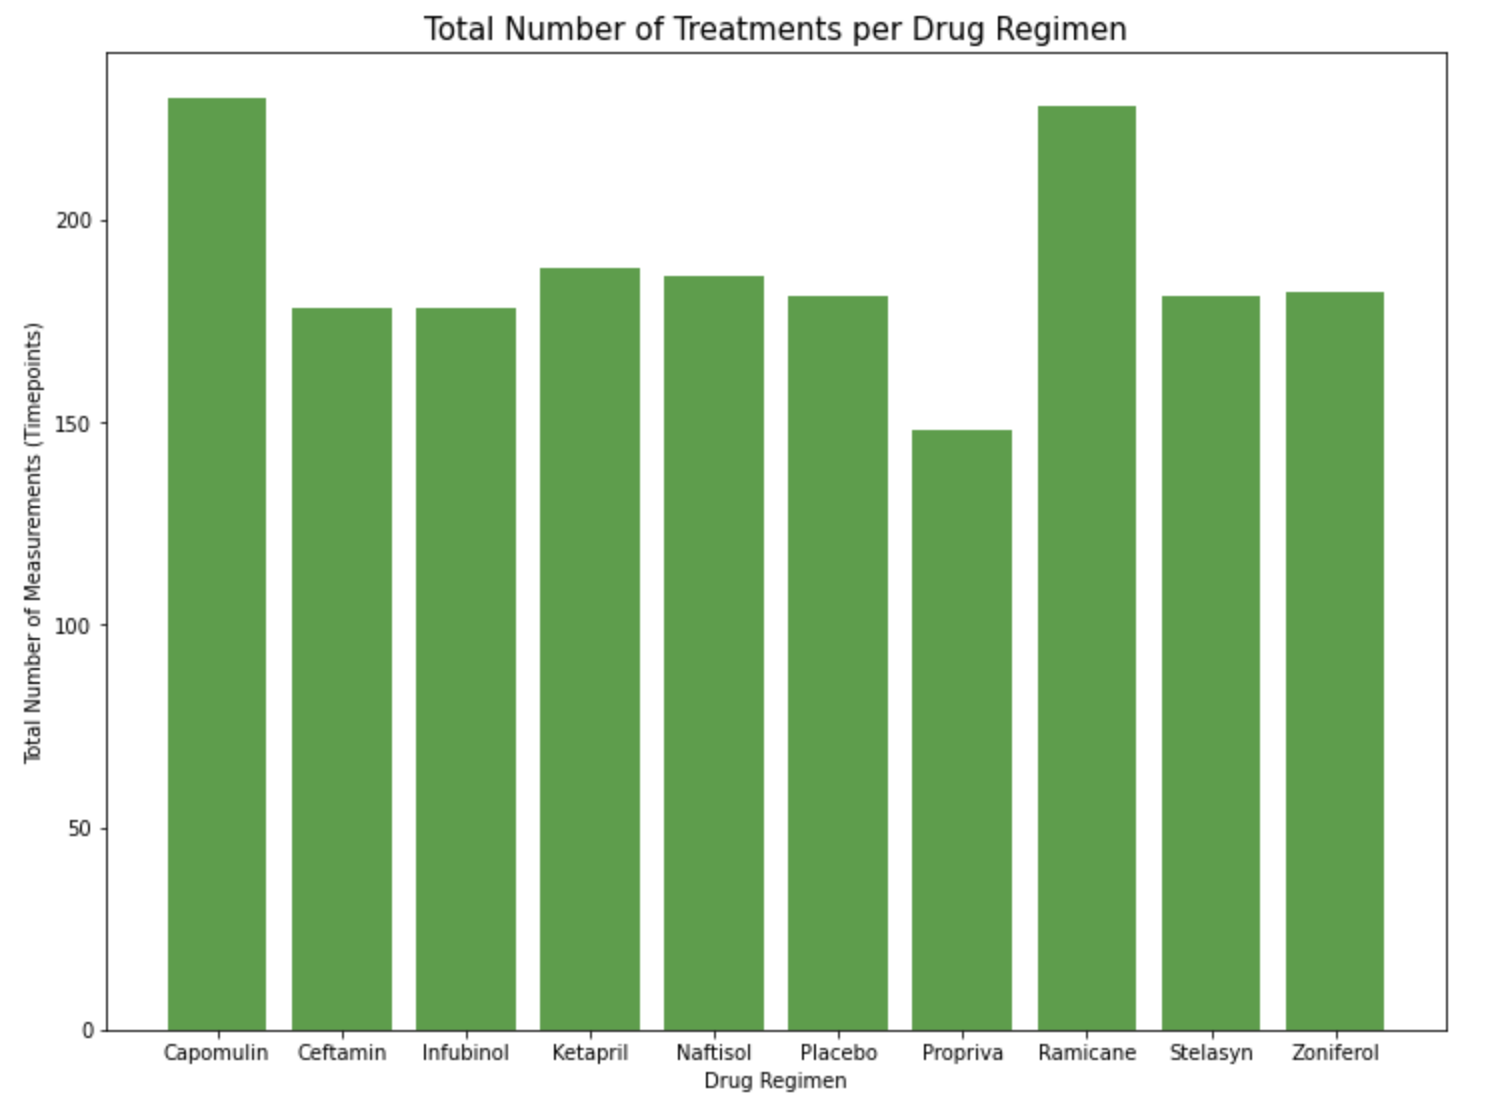 Total Number of Treatments per Drug Regimen
Total Number of Measurements (Timepoints)
200
150
100
50
0
Capomulin Ceftamin Infubinol Ketapril Naftisol Placebo Propriva Ramicane Stelasyn Zoniferol
Drug Regimen